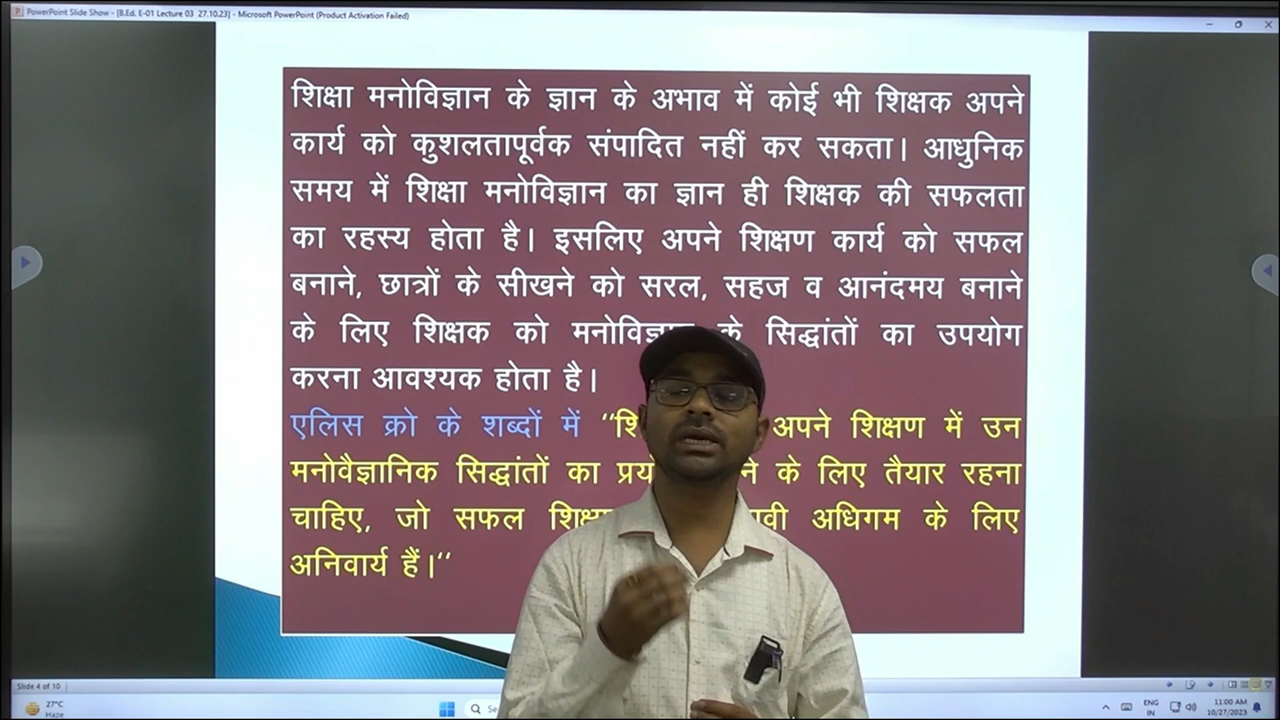 PowerPoint Slide Show - [B.Ed. E-01 Lecture 03 27.10.23] - Microsoft PowerPoint (Product Activation Failed)
शिक्षा मनोविज्ञान के ज्ञान के अभाव में कोई भी शिक्षक अपने
कार्य को कुशलतापूर्वक संपादित नहीं कर सकता। आधुनिक
समय में शिक्षा मनोविज्ञान का ज्ञान ही शिक्षक की सफलता
का रहस्य होता है। इसलिए अपने शिक्षण कार्य को सफल
बनाने, छात्रों के सीखने को सरल, सहज व आनंदमय बनाने
के लिए शिक्षक को के सिद्धांतों का उपयोग
करना आवश्यक होता है।
एलिस क्रो के शब्दों में अपने शिक्षण में उन
मनोवैज्ञानिक सिद्धांतों का के लिए तैयार रहना
चाहिए, जो सफल अधिगम के लिए
अनिवार्य हैं।“
Slide 4 of 10
27°C
Haze
ENG
IN
11:00 AM
10/27/2023